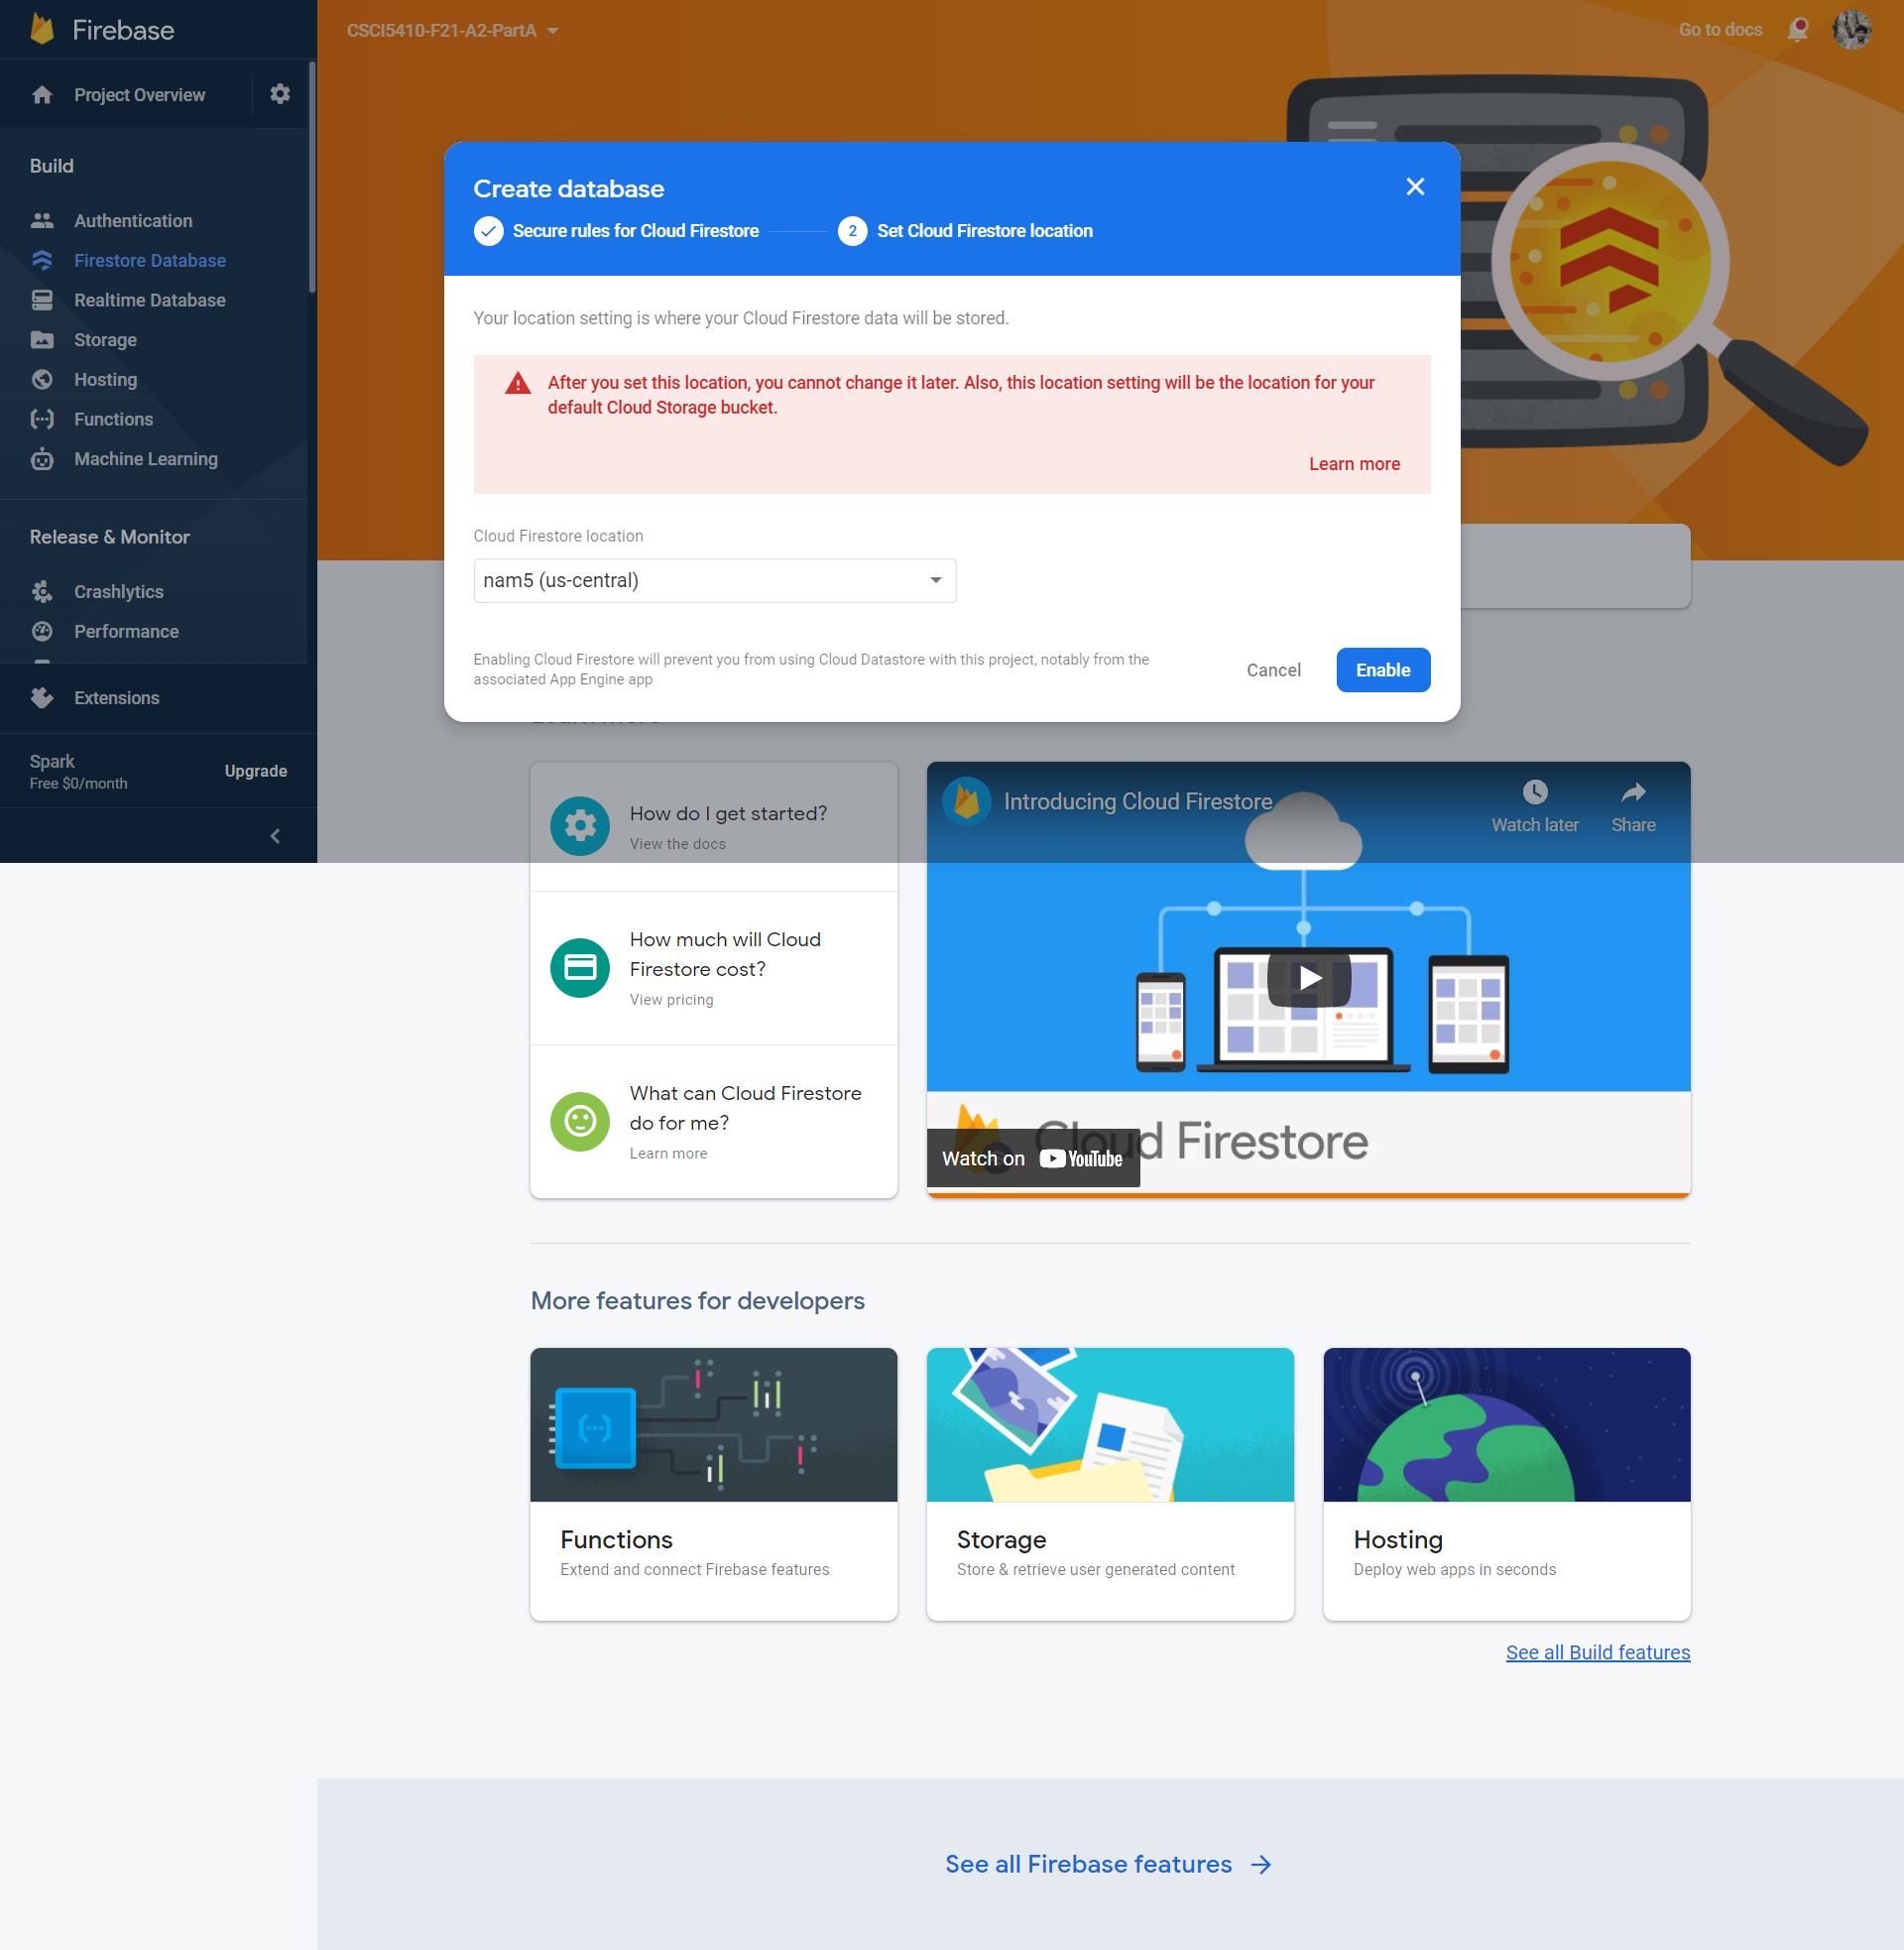 Firebase
Project Overview
Build
Authentication
Firestore Database
Realtime Database
Storage
Hosting
Functions
Machine Learning
Release & Monitor
Crashlytics
Performance
Extensions
Spark
Free $0/month
Upgrade
CSCI5410-F21-A2-PartA
Go to docs
Create database
Secure rules for Cloud Firestore
2 Set Cloud Firestore location
Your location setting is where your Cloud Firestore data will be stored.
After you set this location, you cannot change it later. Also, this location setting will be the location for your
default Cloud Storage bucket.
Learn more
Cloud Firestore location
nam5 (us-central)
Enabling Cloud Firestore will prevent you from using Cloud Datastore with this project, notably from the
associated App Engine app
Cancel
Enable
How do I get started?
View the docs
How much will Cloud
Firestore cost?
View pricing
What can Cloud Firestore
do for me?
Learn more
Introducing Cloud Firestore
Watch later
Share
Cloud Firestore
Watch on YouTube
More features for developers
Functions
Extend and connect Firebase features
Storage
Store & retrieve user generated content
Hosting
Deploy web apps in seconds
See all Build features
See all Firebase features